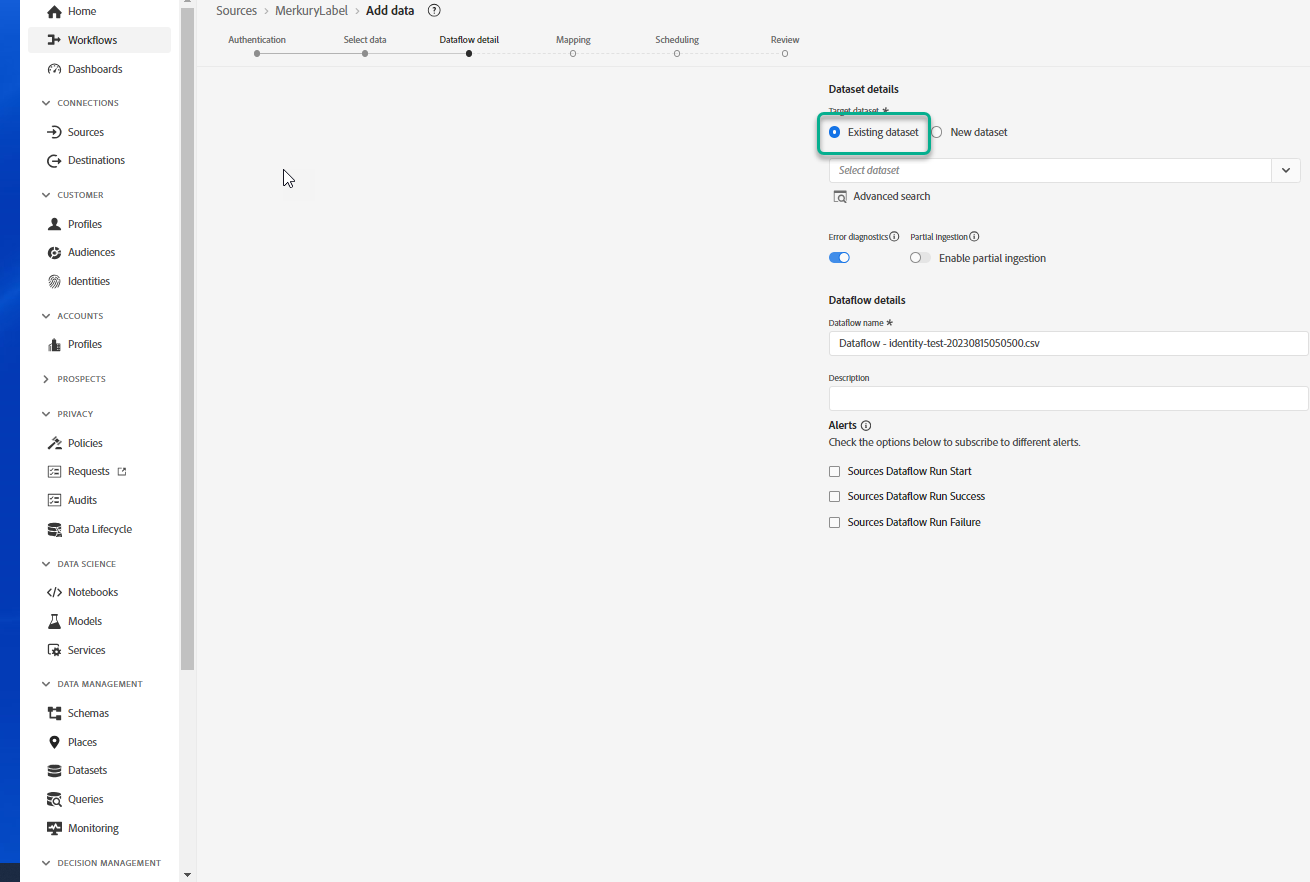 Home
Workflows
Dashboards
CONNECTIONS
Sources
Destinations
CUSTOMER
Profiles
Audiences
Identities
ACCOUNTS
Profiles
PROSPECTS
PRIVACY
Policies
Requests
Audits
Data Lifecycle
DATA SCIENCE
Notebooks
Models
Services
DATA MANAGEMENT
Schemas
Places
Datasets
Queries
Monitoring
DECISION MANAGEMENT
Sources > MerkuryLabel > Add data
Authentication Select data Dataflow detail Mapping Scheduling Review
Dataset details
Target dataset *
Existing dataset New dataset
Select dataset
Advanced search
Error diagnostics Partial Ingestion
Enable partial ingestion
Dataflow details
Dataflow name *
Dataflow - identity-test-20230815050500.csv
Description
Alerts
Check the options below to subscribe to different alerts.
Sources Dataflow Run Start
Sources Dataflow Run Success
Sources Dataflow Run Failure